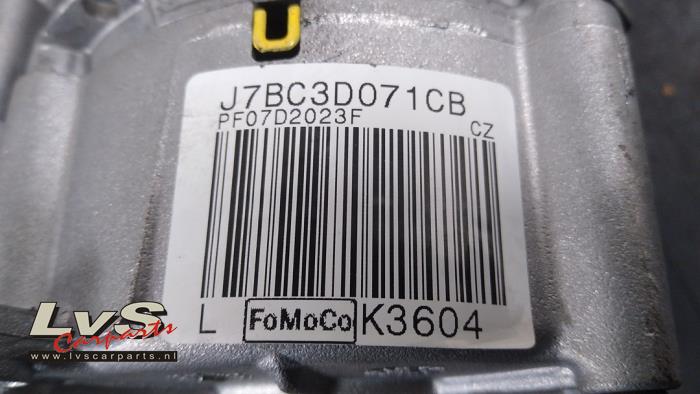 U
J7BC3D071CB
PF07D2023F
CZ
L FoMoCo K3604
LvS
Carparts
www.lvscarparts.nl